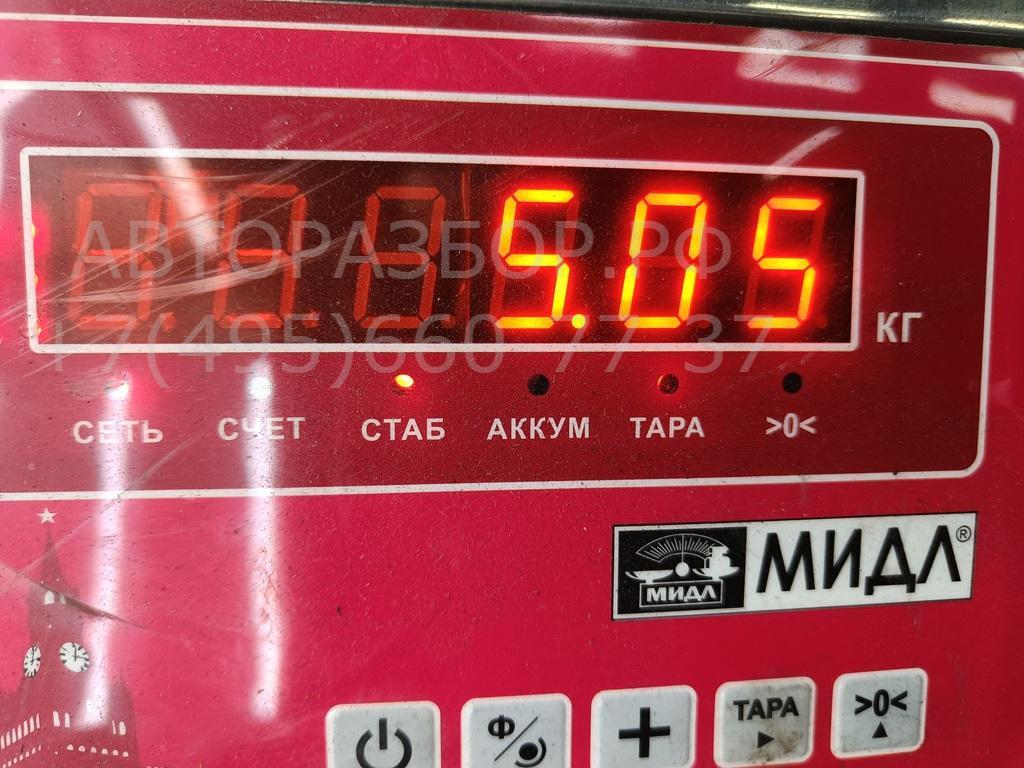 5.05
КГ
АВТОРАЗБОР.РФ
+7(495)660-77-37
СЕТЬ СЧЕТ СТАБ АККУМ ТАРА >0<
МИДЛ МИДЛ®
Ф ТАРА >0<